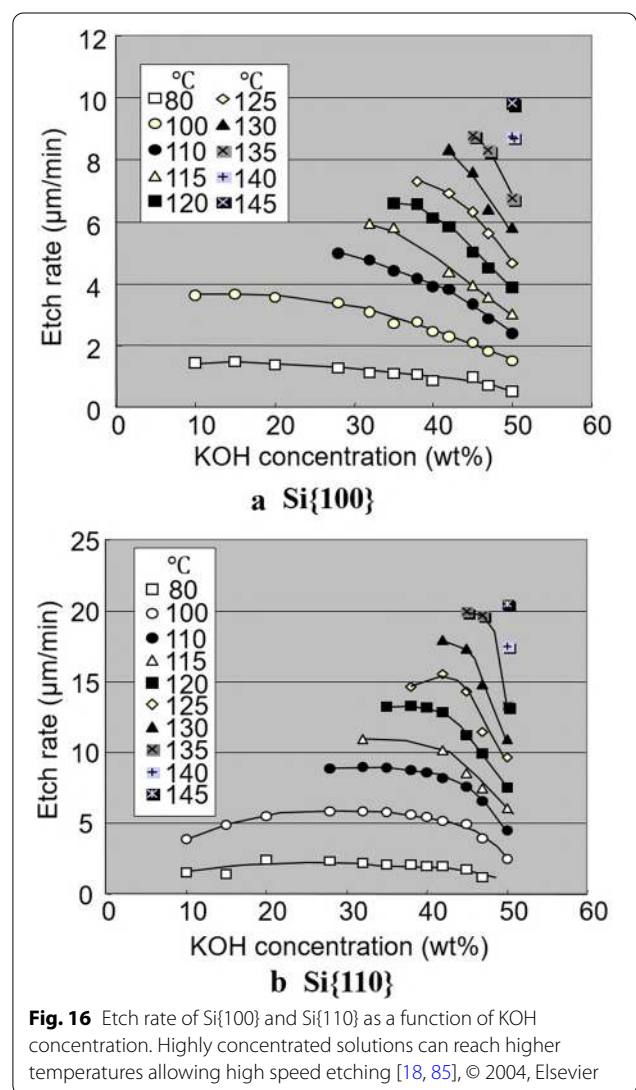 12
10
8
6
4
2
0
Etch rate (µm/min)
°C °C
80 125
100 130
110 135
115 140
120 145
0 10 20 30 40 50 60
KOH concentration (wt%)
a Si{100}
25
20
15
10
5
0
Etch rate (µm/min)
°C
80
100
110
115
120
125
130
135
140
145
0 10 20 30 40 50 60
KOH concentration (wt%)
b Si{110}
Fig. 16 Etch rate of Si{100} and Si{110} as a function of KOH
concentration. Highly concentrated solutions can reach higher
temperatures allowing high speed etching [18, 85], © 2004, Elsevier